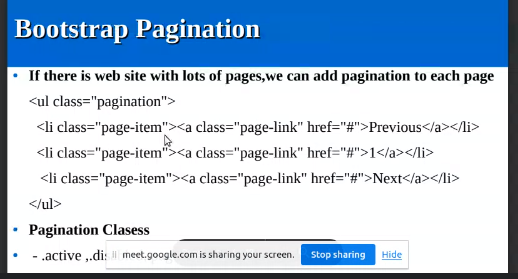 Bootstrap Pagination
• If there is web site with lots of pages,we can add pagination to each page
<ul class="pagination">
<li class="page-item"><a class="page-link" href="#">Previous</a></li>
<li class="page-item"><a class="page-link" href="#">1</a></li>
<li class="page-item"><a class="page-link" href="#">Next</a></li>
</ul>
• Pagination Clasess
• - .active ,.dis
meet.google.com is sharing your screen. Stop sharing Hide